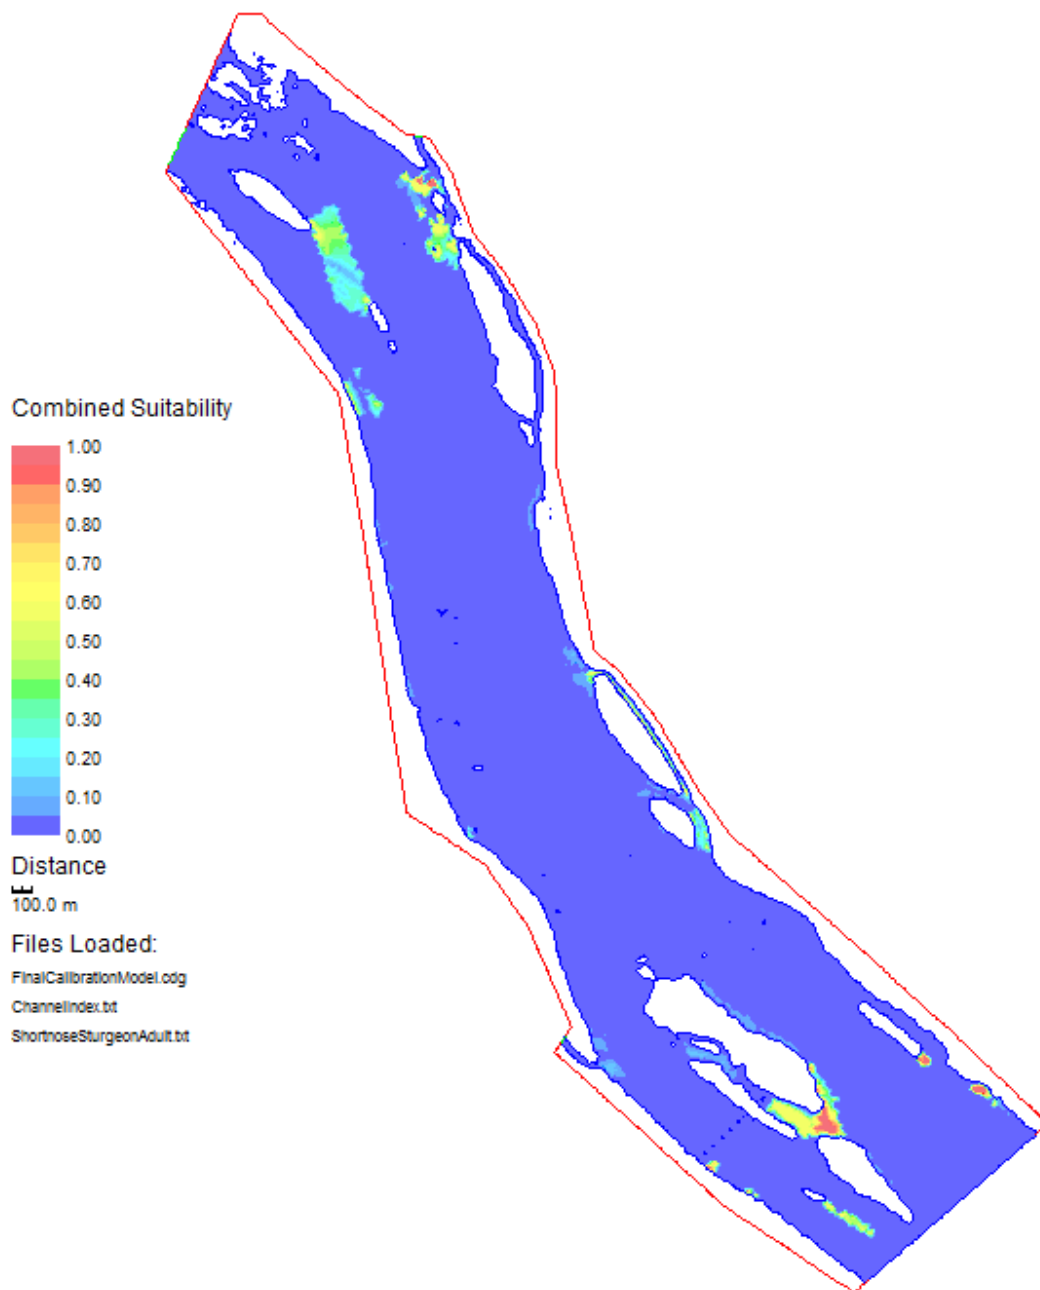 Combined Suitability
1.00
0.90
0.80
0.70
0.60
0.50
0.40
0.30
0.20
0.10
0.00
Distance
100.0 m
Files Loaded:
FinalCalibrationModel.cdg
ChannelIndex.txt
ShortnoseSturgeonAdult.txt